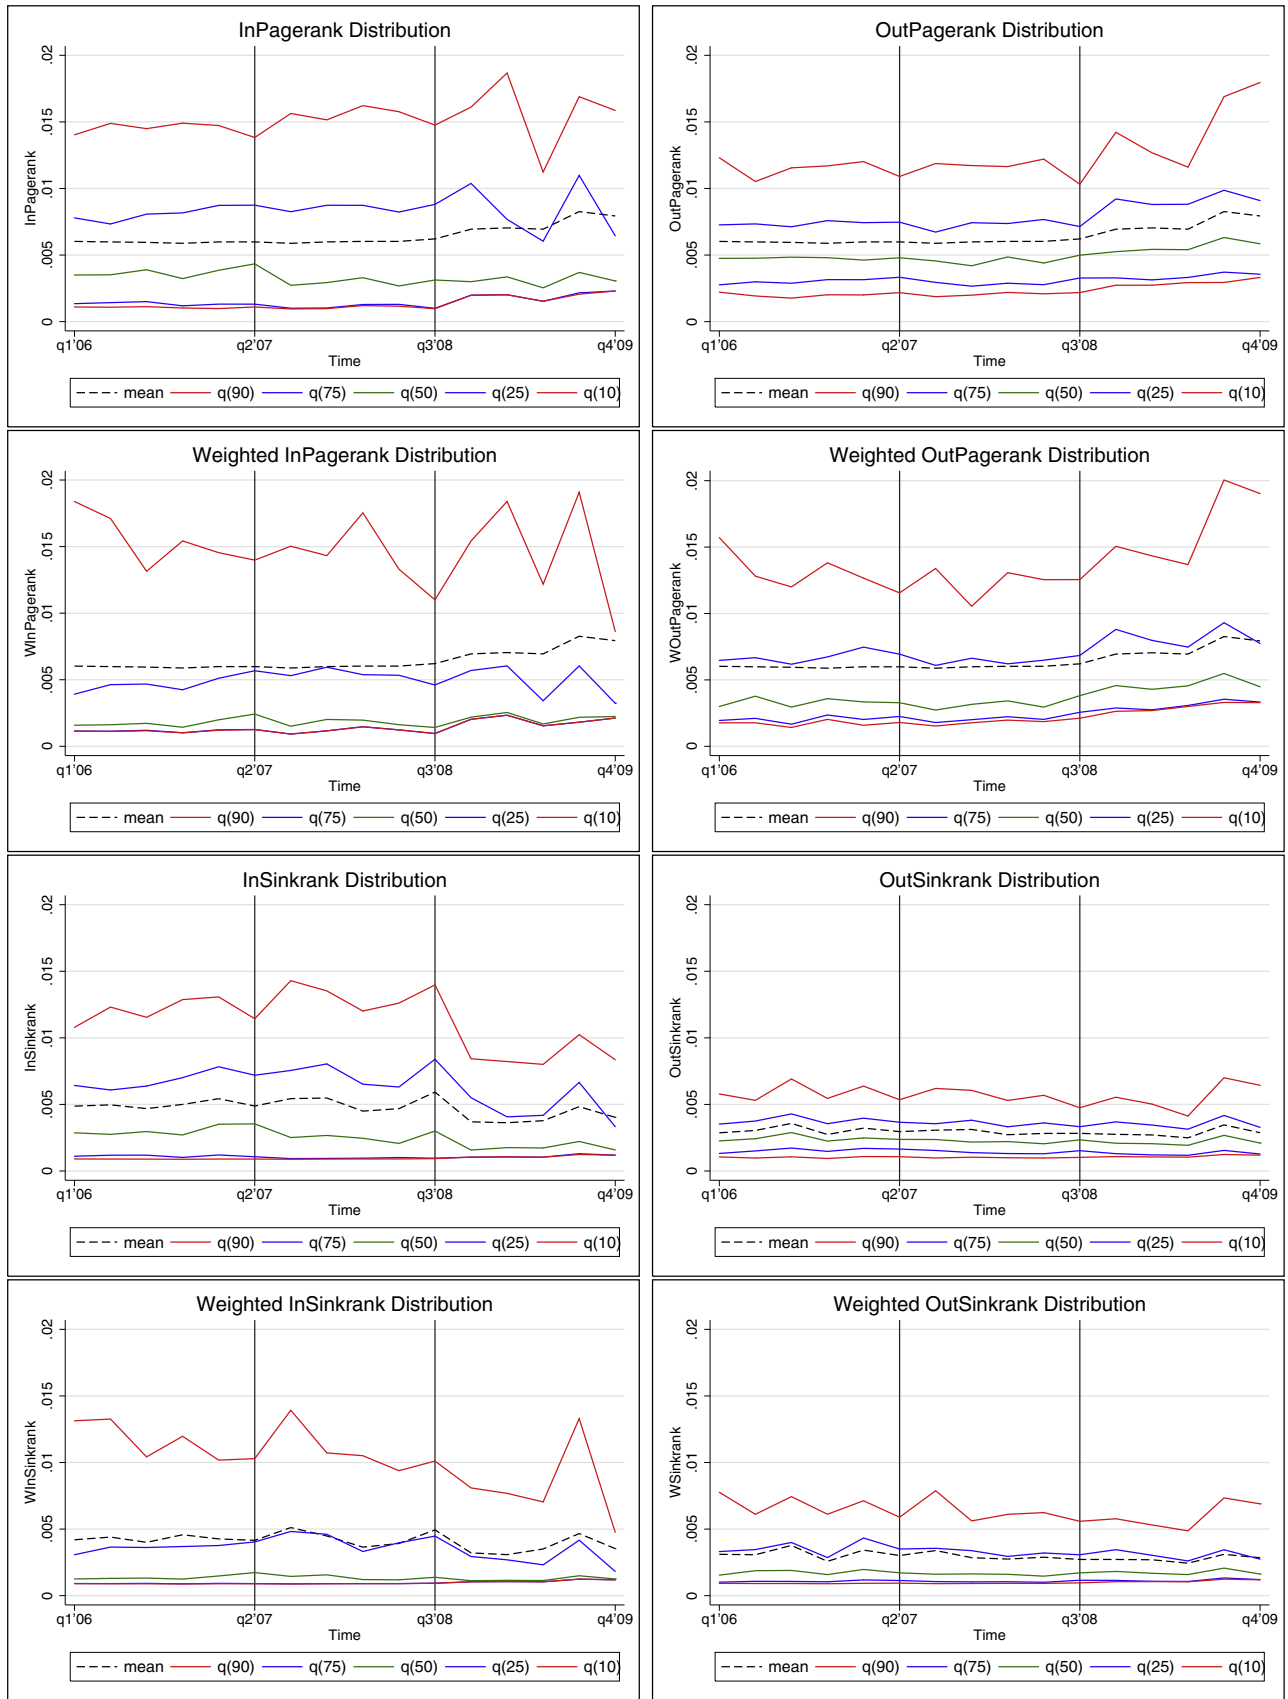 InPagerank Distribution
.02
.015
.01
.005
0
InPagerank
q1'06 q2'07 q3'08 q4'09
Time
mean q(90) q(75) q(50) q(25) q(10)
OutPagerank Distribution
.02
.015
.01
.005
0
OutPagerank
q1'06 q2'07 q3'08 q4'09
Time
mean q(90) q(75) q(50) q(25) q(10)
Weighted InPagerank Distribution
.02
.015
.01
.005
0
WInPagerank
q1'06 q2'07 q3'08 q4'09
Time
mean q(90) q(75) q(50) q(25) q(10)
Weighted OutPagerank Distribution
.02
.015
.01
.005
0
WOutPagerank
q1'06 q2'07 q3'08 q4'09
Time
mean q(90) q(75) q(50) q(25) q(10)
InSinkrank Distribution
.02
.015
.01
.005
0
InSinkrank
q1'06 q2'07 q3'08 q4'09
Time
mean q(90) q(75) q(50) q(25) q(10)
OutSinkrank Distribution
.02
.015
.01
.005
0
OutSinkrank
q1'06 q2'07 q3'08 q4'09
Time
mean q(90) q(75) q(50) q(25) q(10)
Weighted InSinkrank Distribution
.02
.015
.01
.005
0
WInSinkrank
q1'06 q2'07 q3'08 q4'09
Time
mean q(90) q(75) q(50) q(25) q(10)
Weighted OutSinkrank Distribution
.02
.015
.01
.005
0
WSinkrank
q1'06 q2'07 q3'08 q4'09
Time
mean q(90) q(75) q(50) q(25) q(10)